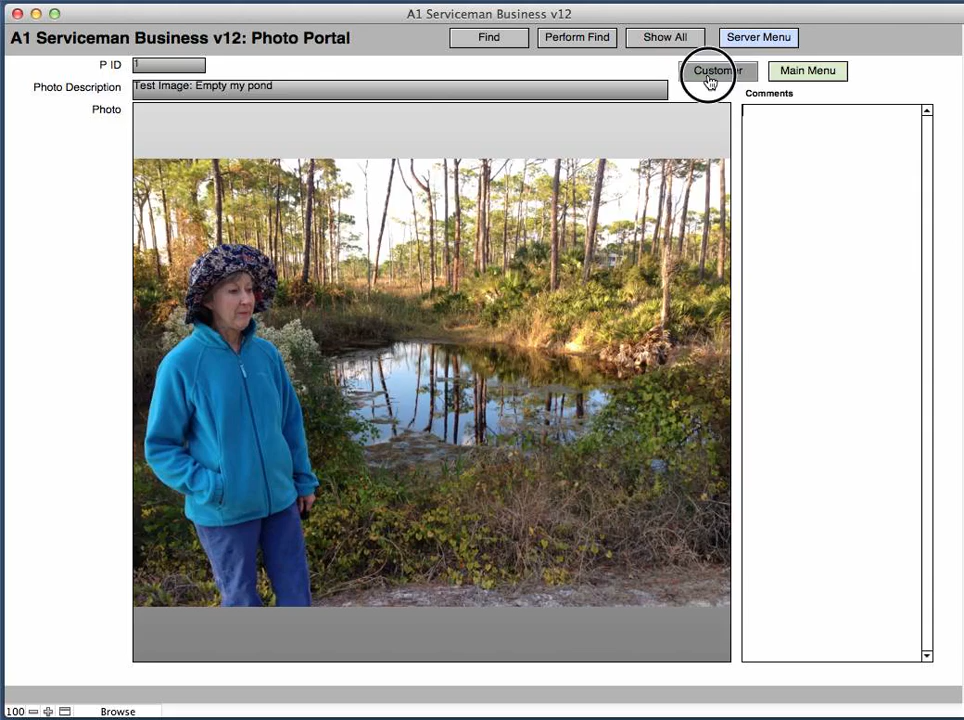 A1 Serviceman Business v12
A1 Serviceman Business v12: Photo Portal
Find
Perform Find
Show All
Server Menu
P ID
1
Customer
Main Menu
Photo Description
Test Image: Empty my pond
Comments
Photo
100
Browse